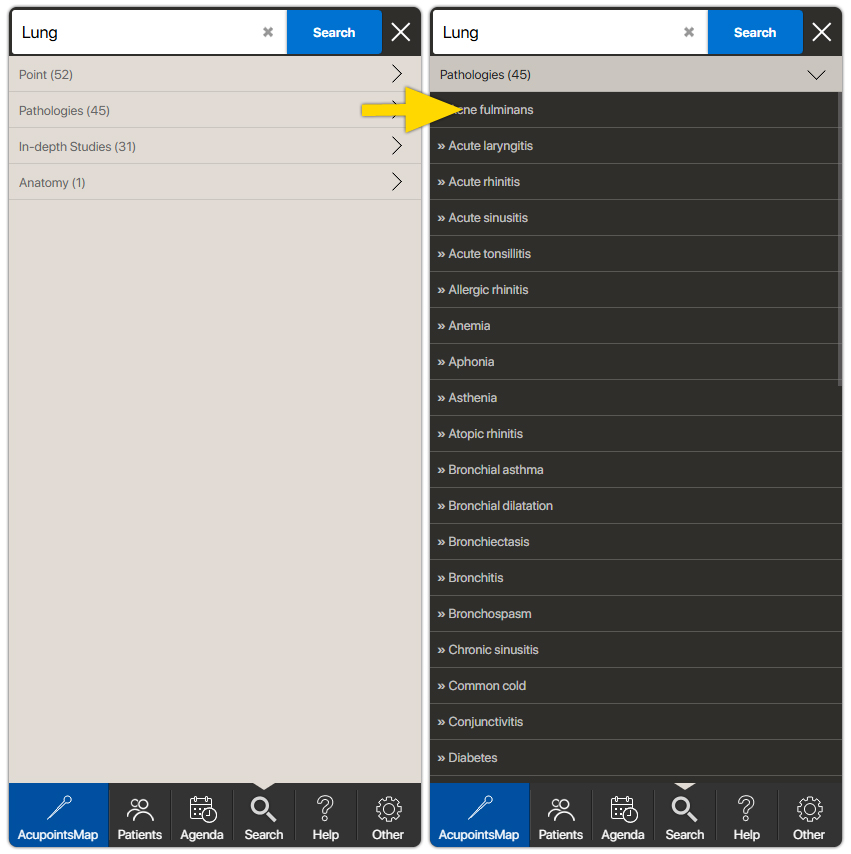 Lung
Search
Point (52)
Pathologies (45)
In-depth Studies (31)
Anatomy (1)
AcupointsMap
Patients
Agenda
Search
Help
Other
Lung
Search
Pathologies (45)
fulminans
» Acute laryngitis
» Acute rhinitis
» Acute sinusitis
» Acute tonsillitis
» Allergic rhinitis
» Anemia
» Aphonia
» Asthenia
» Atopic rhinitis
» Bronchial asthma
» Bronchial dilatation
» Bronchiectasis
» Bronchitis
» Bronchospasm
» Chronic sinusitis
» Common cold
» Conjunctivitis
» Diabetes
AcupointsMap
Patients
Agenda
Search
Help
Other